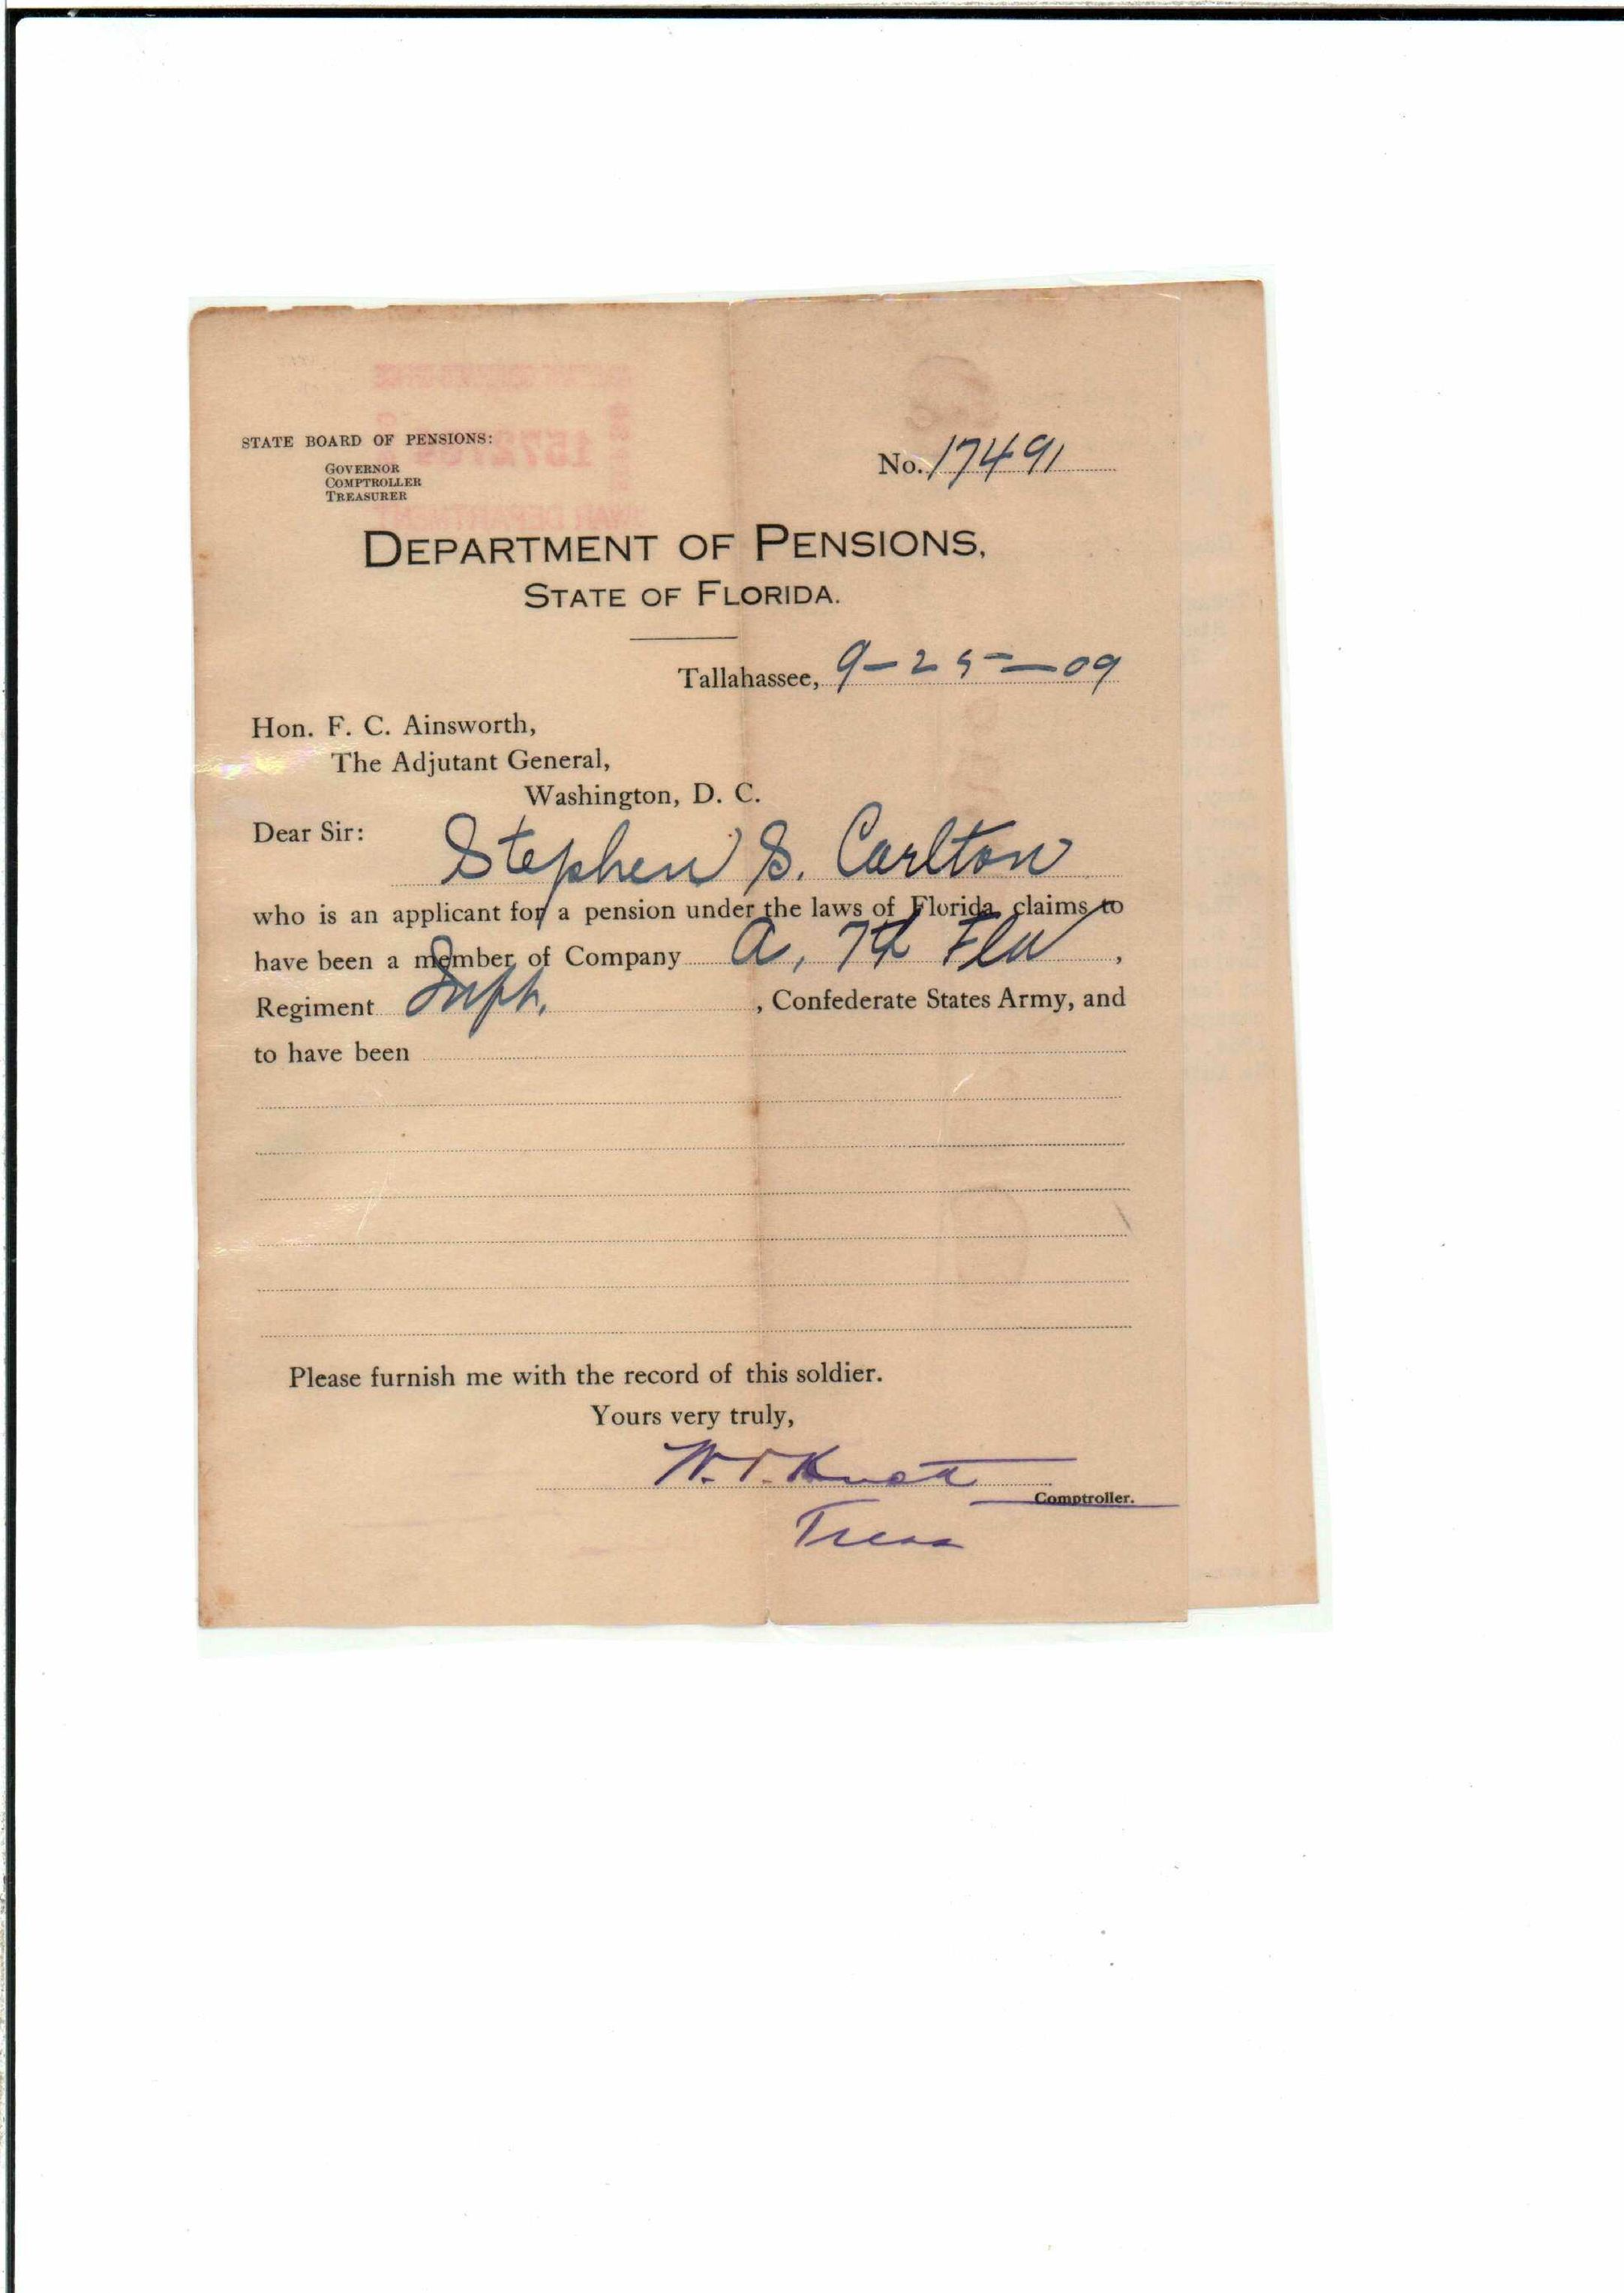 STATE BOARD OF PENSIONS:
GOVERNOR
COMPTROLLER
TREASURER
No. 17491
DEPARTMENT OF PENSIONS,
STATE OF FLORIDA.
Tallahassee, 9-25-09
Hon. F. C. Ainsworth,
The Adjutant General,
Washington, D. C.
Dear Sir:
Stephen S. Carlton
who is an applicant for a pension under the laws of Florida, claims to
have been a member of Company A, 7th Fla,
Regiment Inft., Confederate States Army, and
to have been
Please furnish me with the record of this soldier.
Yours very truly,
W. V. Knott
Comptroller.
Treas